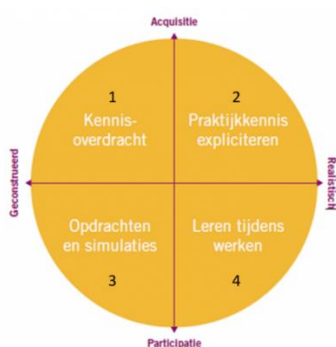 Acquisitie
1
2
Kennis-
overdracht
Praktijkkennis
expliciteren
Geconstrueerd
Realistisch
Opdrachten
en simulaties
Leren tijdens
werken
3
4
Participatie